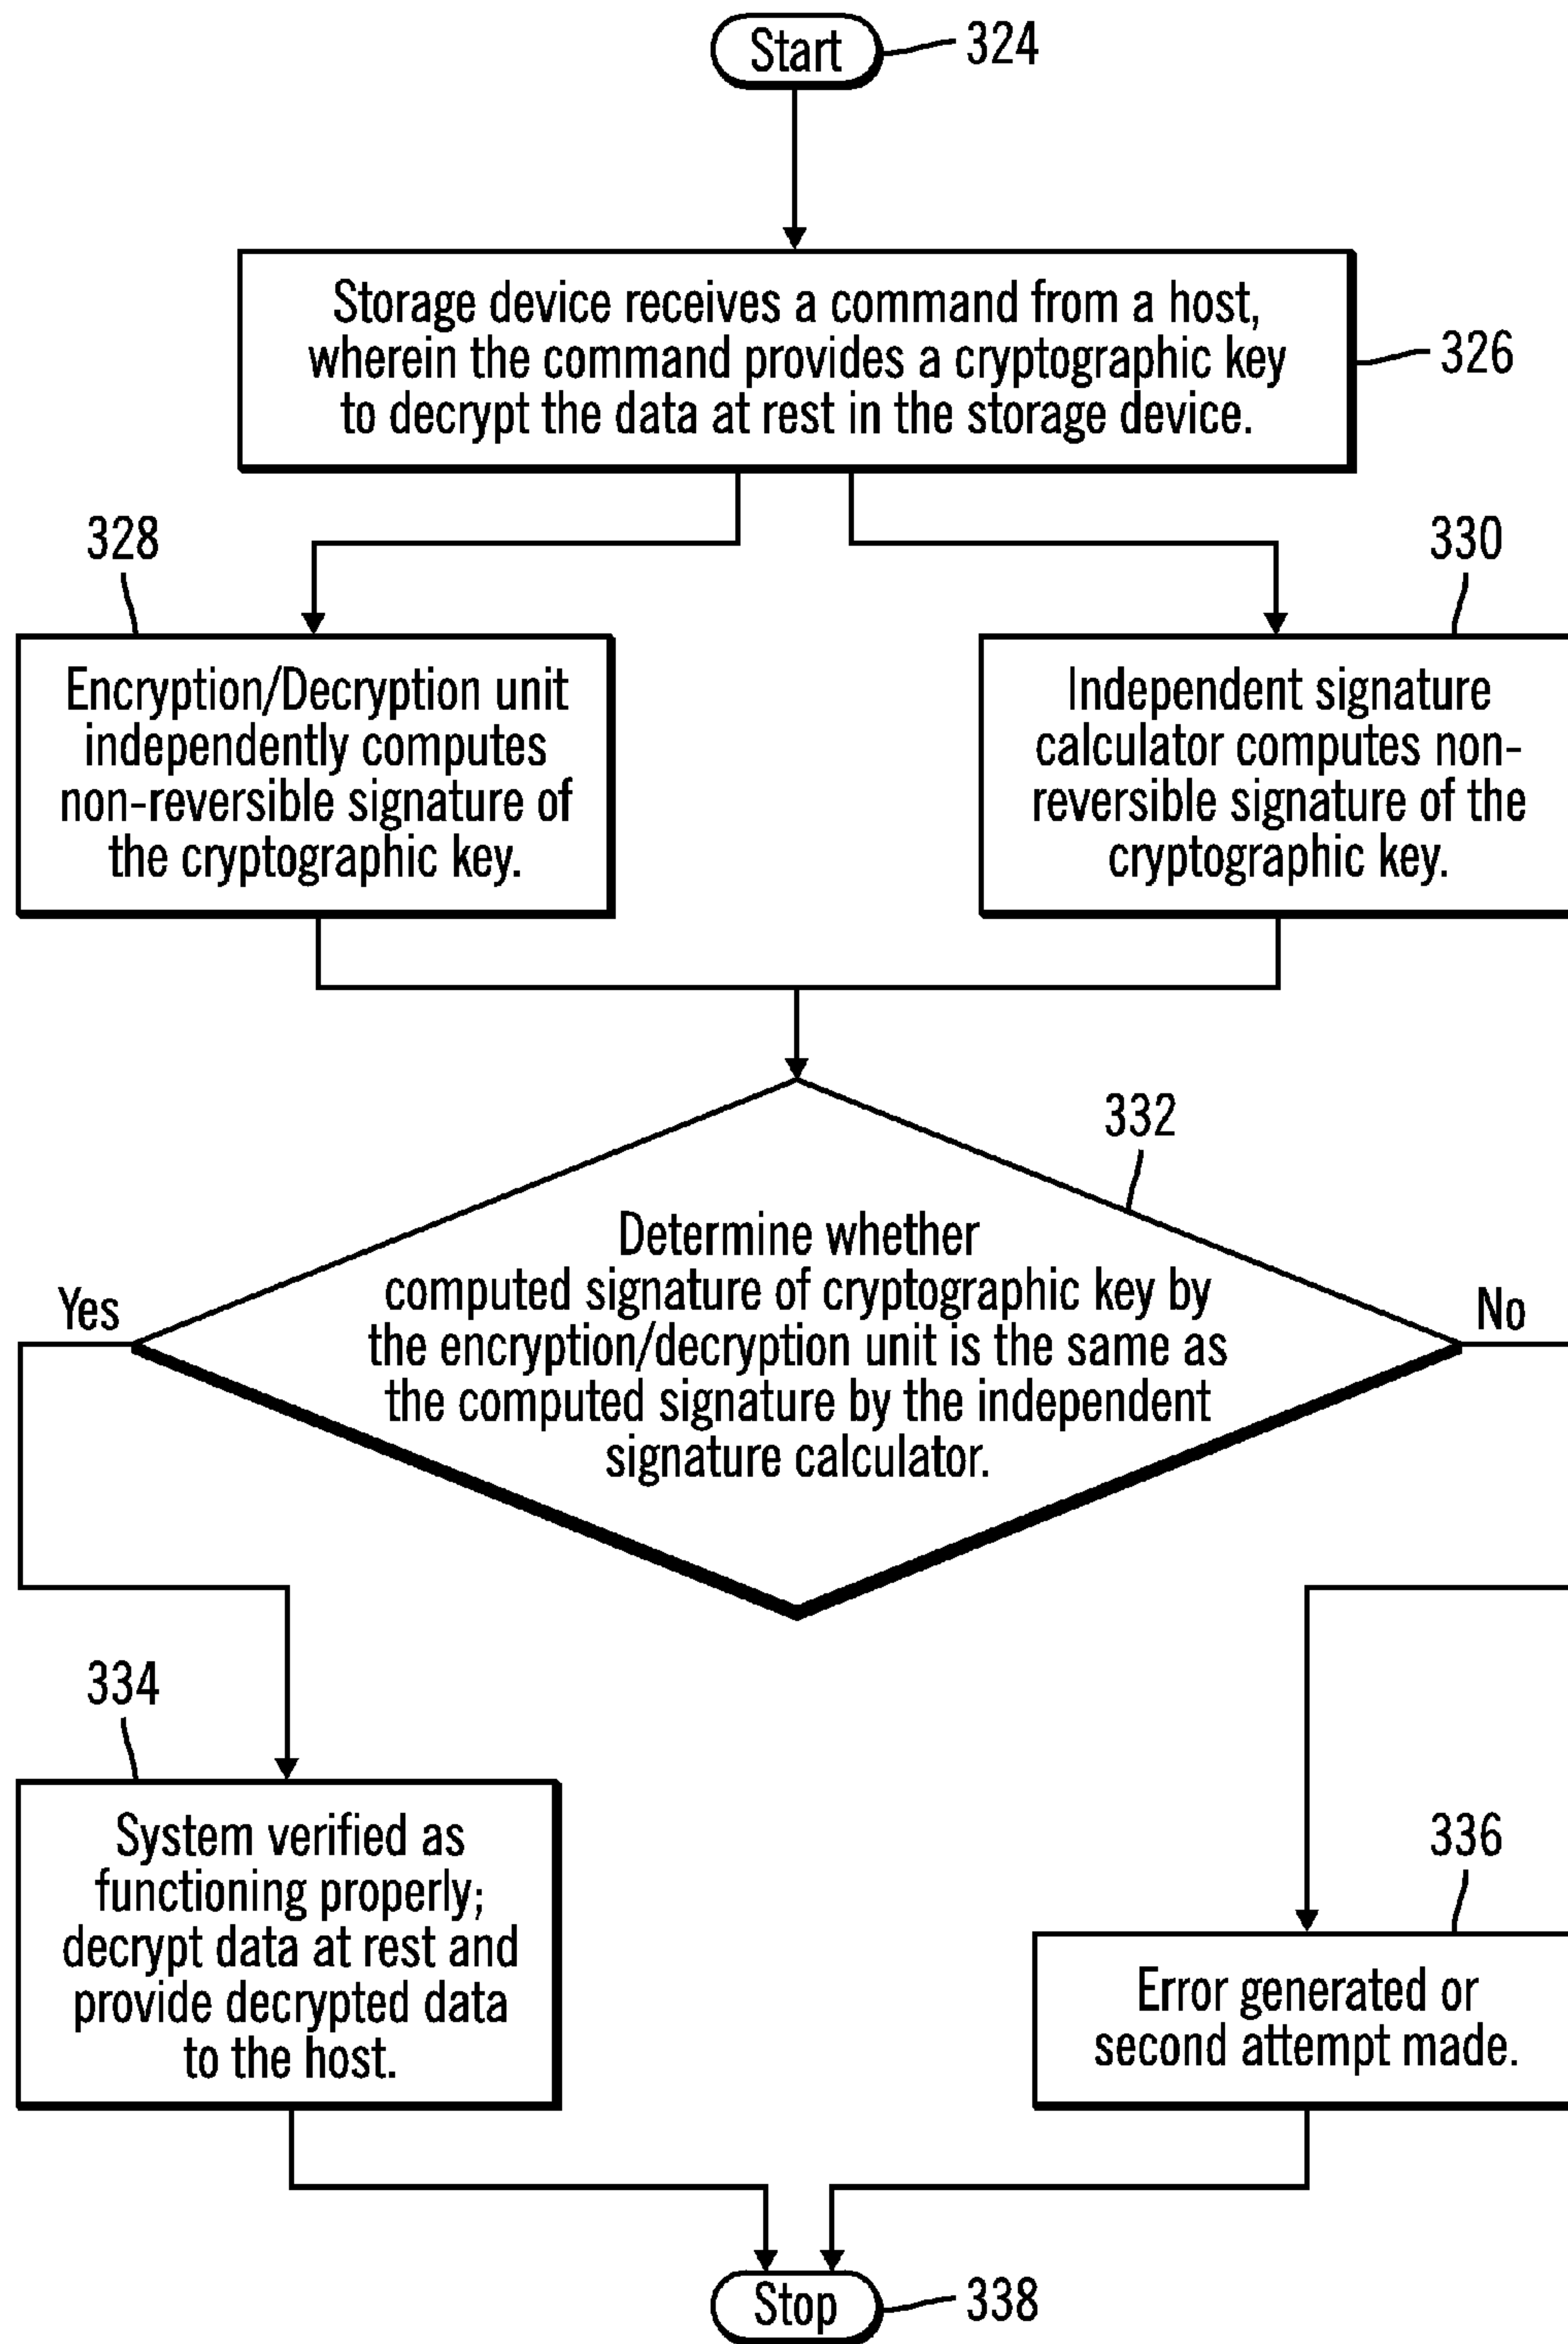 Start
324
Storage device receives a command from a host,
wherein the command provides a cryptographic key
to decrypt the data at rest in the storage device.
326
328
Encryption/Decryption unit
independently computes
non-reversible signature of
the cryptographic key.
330
Independent signature
calculator computes non-
reversible signature of the
cryptographic key.
332
Determine whether
computed signature of cryptographic key by
the encryption/decryption unit is the same as
the computed signature by the independent
signature calculator.
Yes
No
334
System verified as
functioning properly;
decrypt data at rest and
provide decrypted data
to the host.
336
Error generated or
second attempt made.
Stop
338